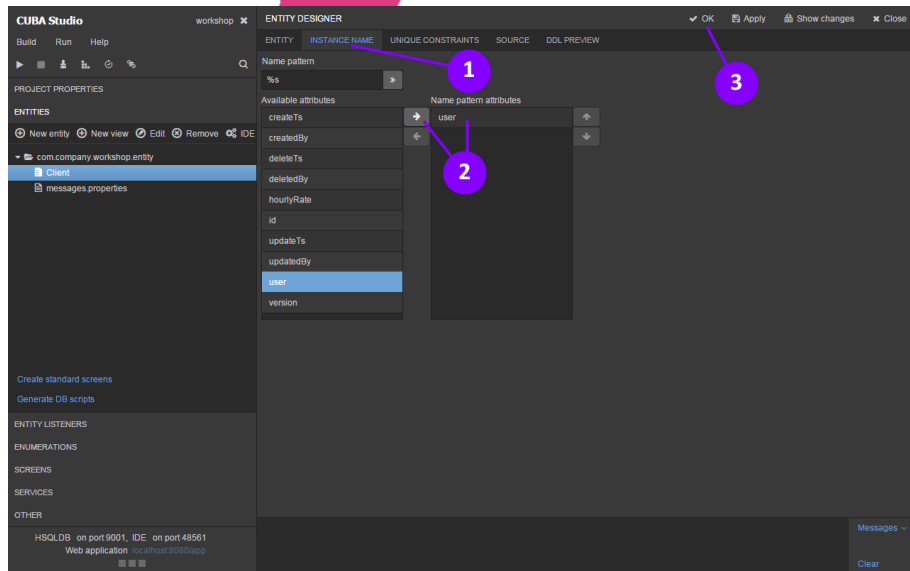 CUBA Studio
workshop
Build Run Help
PROJECT PROPERTIES
ENTITIES
New entity New view Edit Remove IDE
com.company.workshop.entity
Client
messages.properties
Create standard screens
Generate DB scripts
ENTITY LISTENERS
ENUMERATIONS
SCREENS
SERVICES
OTHER
HSQLDB on port 9001, IDE on port 48561
Web application localhost:8080/app
ENTITY DESIGNER
OK Apply Show changes Close
ENTITY INSTANCE NAME UNIQUE CONSTRAINTS SOURCE DDL PREVIEW
1
3
Name pattern
%s
Available attributes
createTs
createdBy
deleteTs
deletedBy
hourlyRate
id
updateTs
updatedBy
user
version
2
Name pattern attributes
user
Messages
Clear